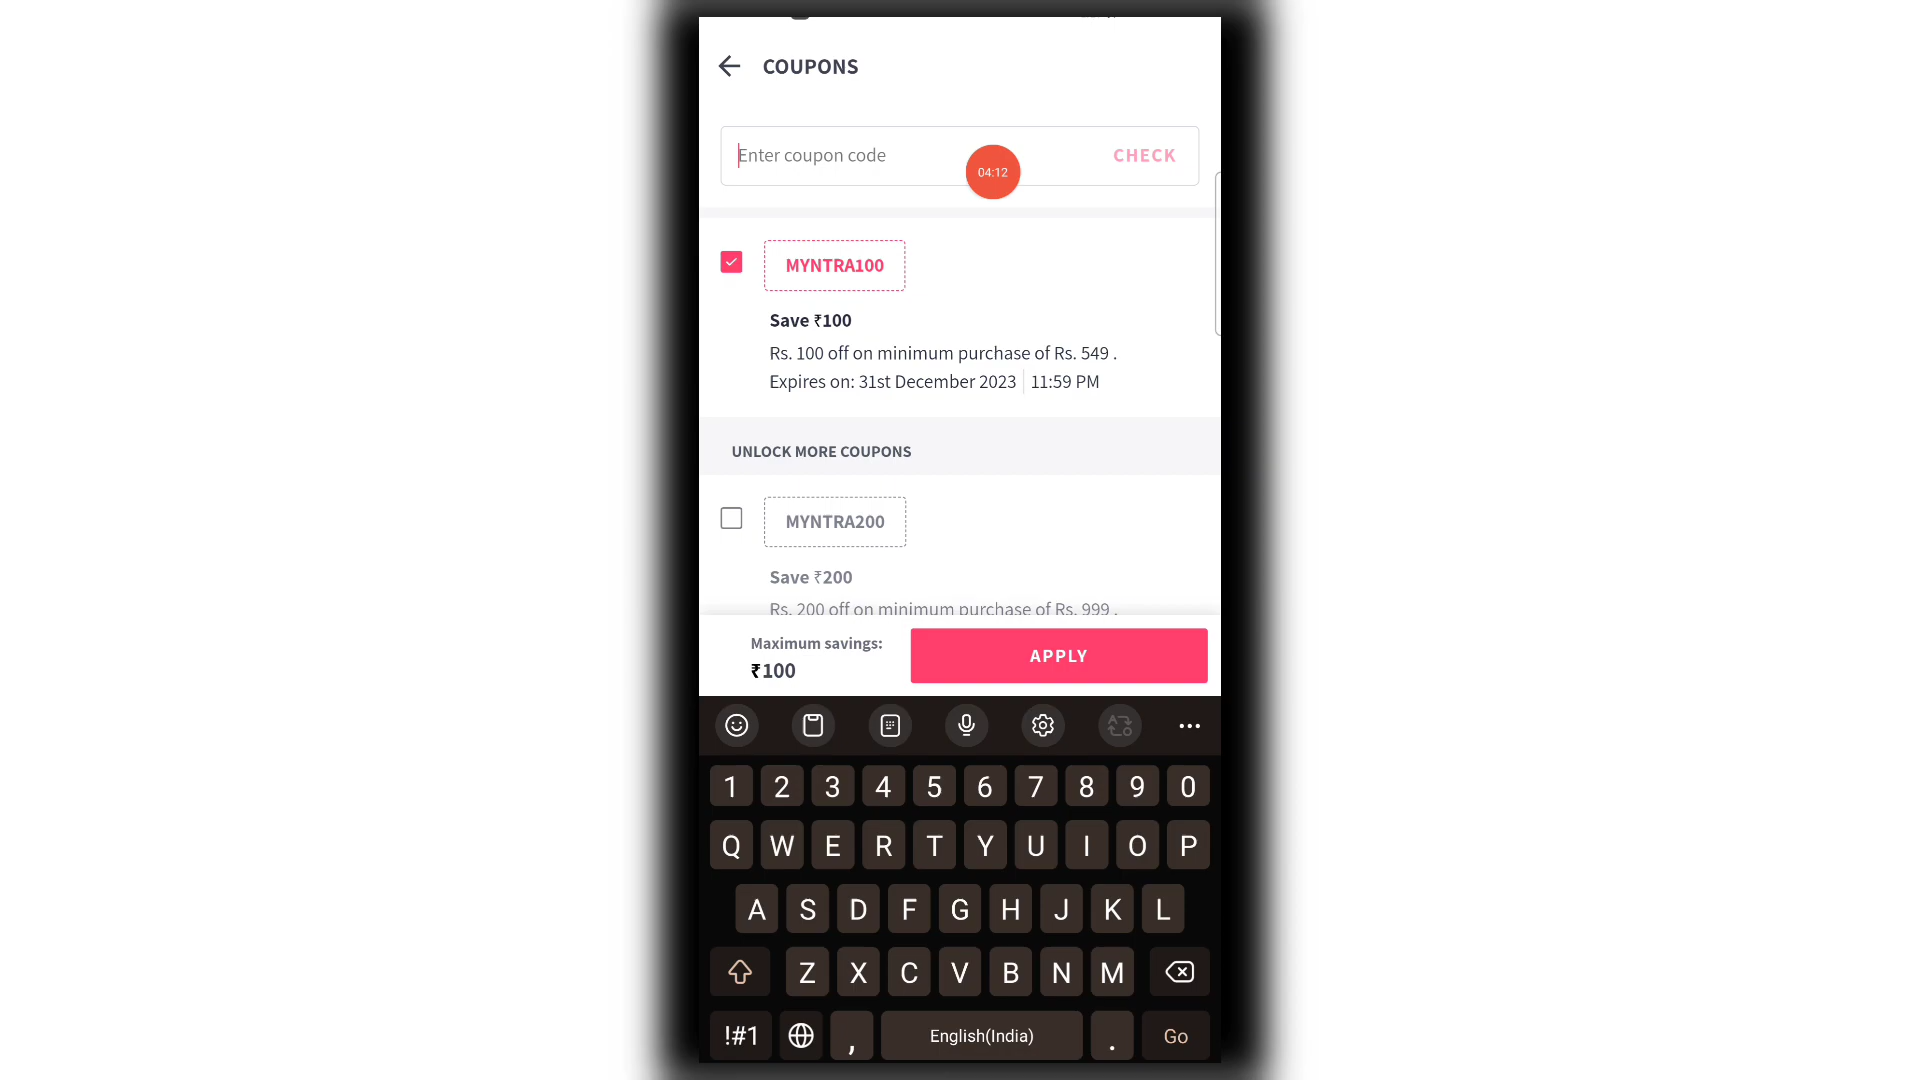 COUPONS
Enter coupon code
CHECK
04:12
MYNTRA100
Save ₹100
Rs. 100 off on minimum purchase of Rs. 549 .
Expires on: 31st December 2023 | 11:59 PM
UNLOCK MORE COUPONS
MYNTRA200
Save ₹200
Rs. 200 off on minimum purchase of Rs. 999 .
Maximum savings:
₹100
APPLY
1 2 3 4 5 6 7 8 9 0
Q W E R T Y U I O P
A S D F G H J K L
Z X C V B N M
!#1 , English(India) . Go